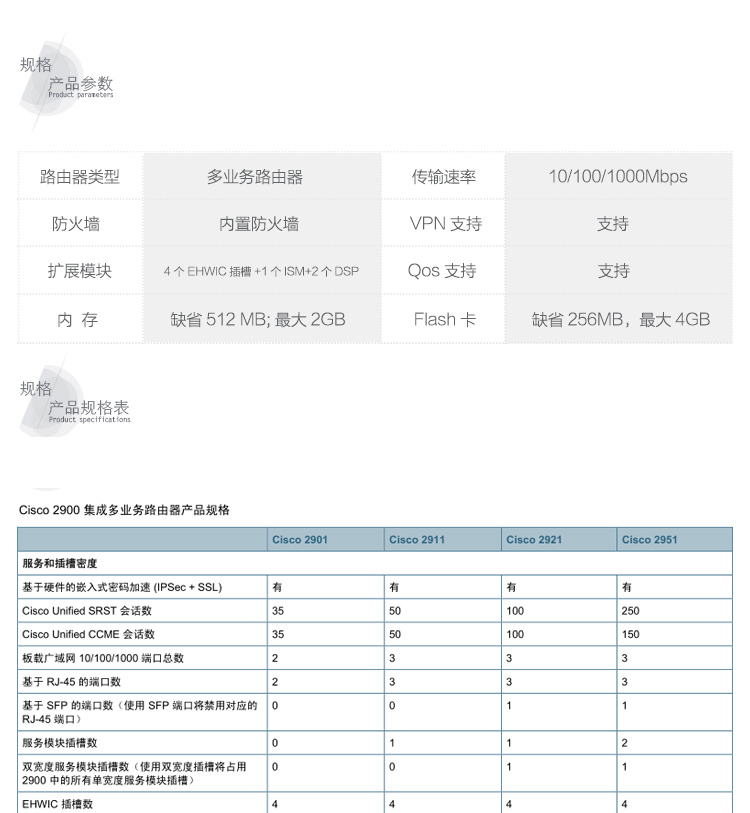 规格
产品参数
Product parameters
路由器类型 多业务路由器 传输速率 10/100/1000Mbps
防火墙 内置防火墙 VPN 支持 支持
扩展模块 4 个 EHWIC 插槽 +1 个 ISM+2 个 DSP Qos 支持 支持
内 存 缺省 512 MB; 最大 2GB Flash 卡 缺省 256MB，最大 4GB
规格
产品规格表
Product specifications
Cisco 2900 集成多业务路由器产品规格
Cisco 2901 Cisco 2911 Cisco 2921 Cisco 2951
服务和插槽密度
基于硬件的嵌入式密码加速 (IPSec + SSL) 有 有 有 有
Cisco Unified SRST 会话数 35 50 100 250
Cisco Unified CCME 会话数 35 50 100 150
板载广域网 10/100/1000 端口总数 2 3 3 3
基于 RJ-45 的端口数 2 3 3 3
基于 SFP 的端口数（使用 SFP 端口将禁用对应的 0 0 1 1
RJ-45 端口）
服务模块插槽数 0 1 1 2
双宽度服务模块插槽数（使用双宽度插槽将占用 0 0 1 1
2900 中的所有单宽度服务模块插槽）
EHWIC 插槽数 4 4 4 4